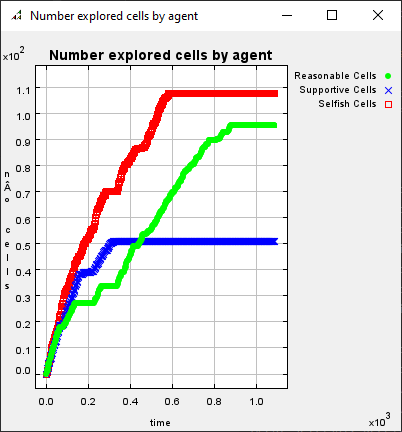 Number explored cells by agent
x10²
Number explored cells by agent
Reasonable Cells
Supportive Cells
Selfish Cells
1.1
1.0
0.9
0.8
0.7
0.6
0.5
0.4
0.3
0.2
0.1
0.0
nÂo cells
0.0 0.2 0.4 0.6 0.8 1.0
time
x10³